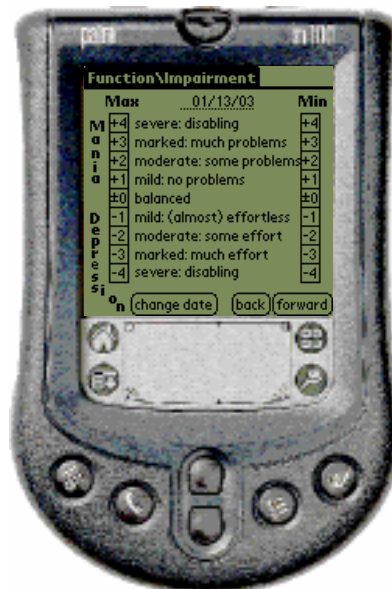 palm m100
Function\Impairment
Max 01/13/03 Min
Mania
Depression
+4 severe: disabling +4
+3 marked: much problems +3
+2 moderate: some problems +2
+1 mild: no problems +1
±0 balanced ±0
-1 mild: (almost) effortless -1
-2 moderate: some effort -2
-3 marked: much effort -3
-4 severe: disabling -4
change date back forward